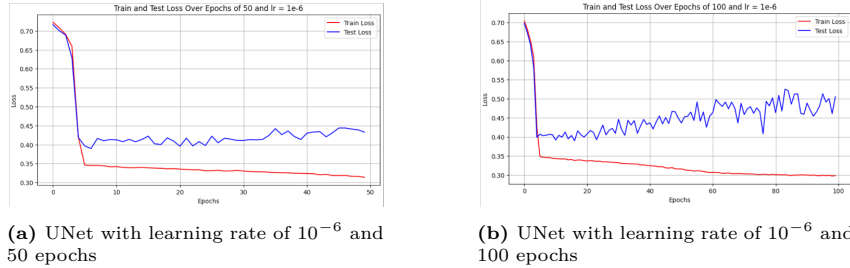 Train and Test Loss Over Epochs of 50 and lr = 1e-6
Train Loss
Test Loss
0.70
0.65
0.60
0.55
0.50
0.45
0.40
0.35
0.30
Loss
0
10
20
30
40
50
Epochs
(a) UNet with learning rate of 10⁻⁶ and
50 epochs
Train and Test Loss Over Epochs of 100 and lr = 1e-6
Train Loss
Test Loss
0.70
0.65
0.60
0.55
0.50
0.45
0.40
0.35
0.30
Loss
0
20
40
60
80
100
Epochs
(b) UNet with learning rate of 10⁻⁶ and
100 epochs